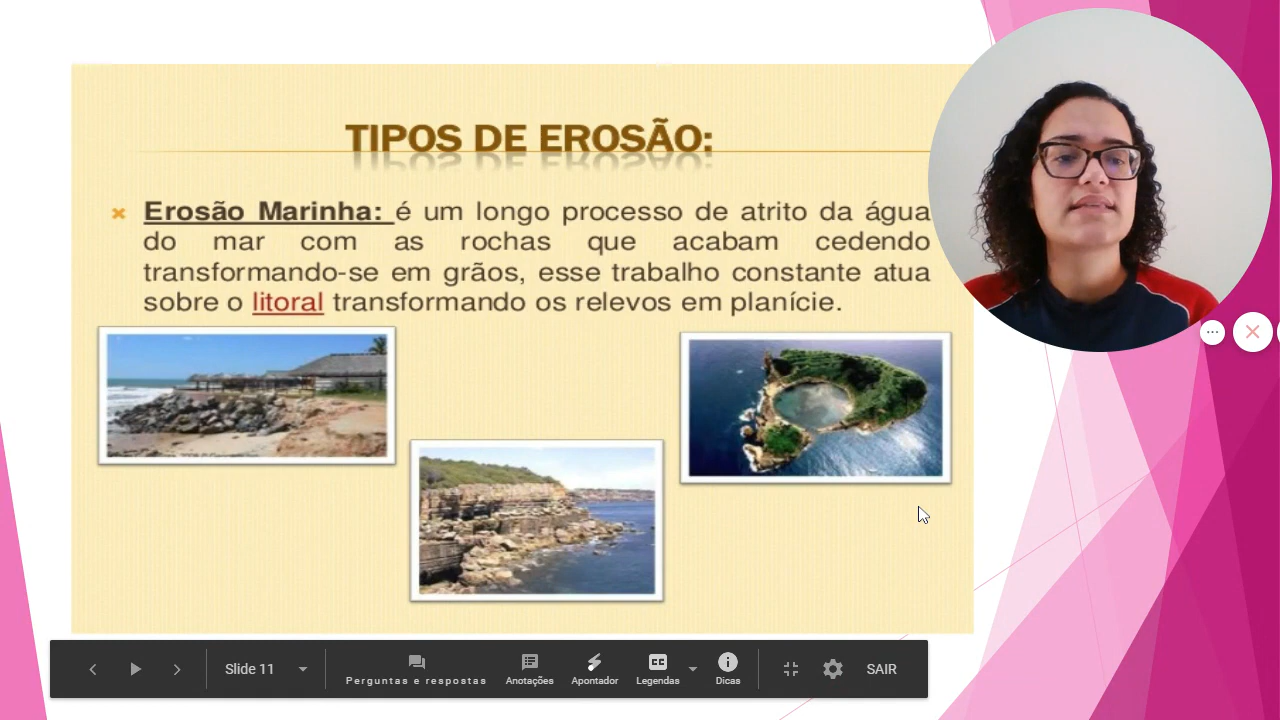 TIPOS DE EROSÃO:
Erosão Marinha: é um longo processo de atrito da água
do mar com as rochas que acabam cedendo
transformando-se em grãos, esse trabalho constante atua
sobre o litoral transformando os relevos em planície.
Slide 11
Perguntas e respostas
Anotações
Apontador
CC
Legendas
Dicas
SAIR